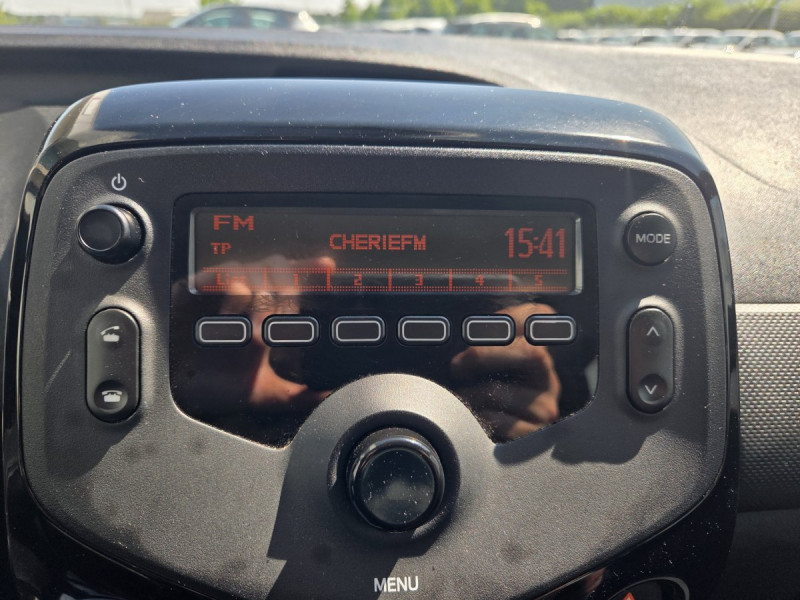 FM
TP
CHERIEFM
15:41
1 2 3 4 5
MODE
MENU